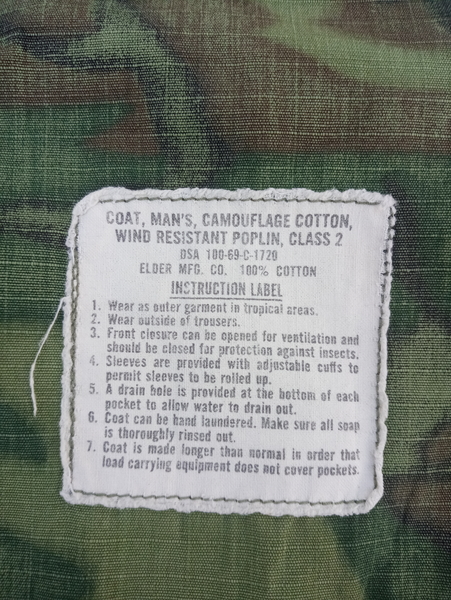 COAT, MAN'S, CAMOUFLAGE COTTON,
WIND RESISTANT POPLIN, CLASS 2
DSA 100-69-C-1720
ELDER MFG. CO. 100% COTTON
INSTRUCTION LABEL
1. Wear as outer garment in tropical areas.
2. Wear outside of trousers.
3. Front closure can be opened for ventilation and
should be closed for protection against insects.
4. Sleeves are provided with adjustable cuffs to
permit sleeves to be rolled up.
5. A drain hole is provided at the bottom of each
pocket to allow water to drain out.
6. Coat can be hand laundered. Make sure all soap
is thoroughly rinsed out.
7. Coat is made longer than normal in order that
load carrying equipment does not cover pockets.